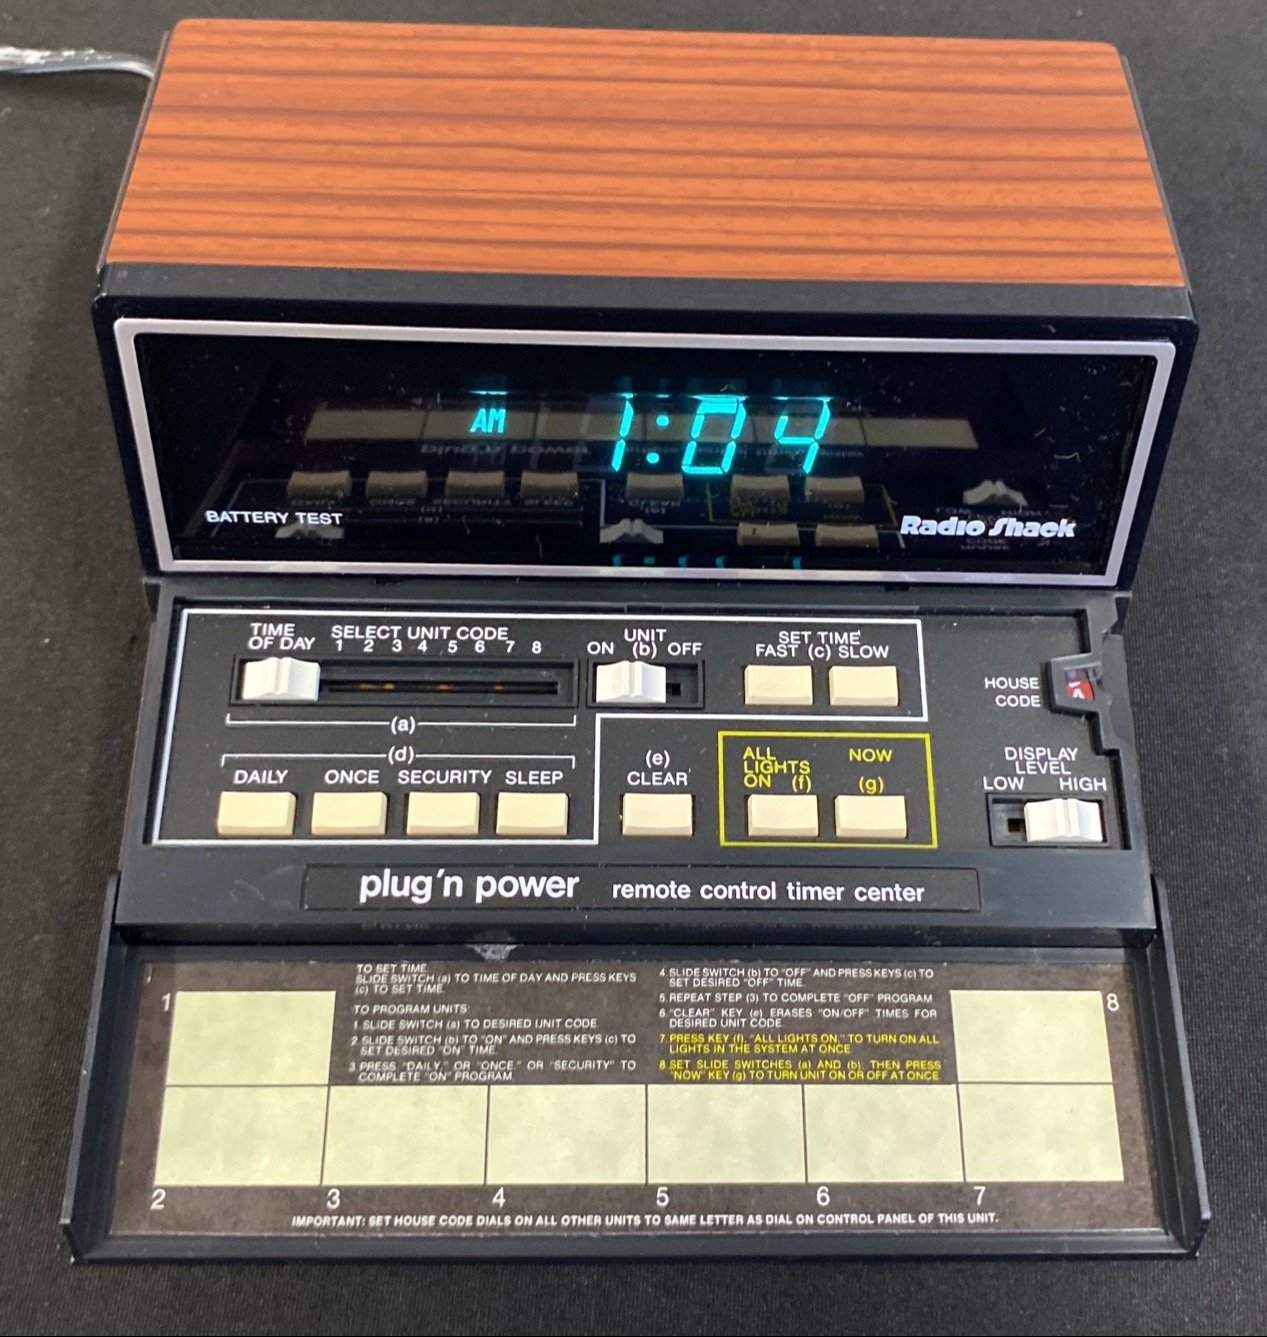 AM 1:04
BATTERY TEST
Radio Shack
TIME OF DAY
SELECT UNIT CODE
1 2 3 4 5 6 7 8
(a)
UNIT
ON (b) OFF
SET TIME
FAST (c) SLOW
HOUSE CODE
A
(d)
DAILY ONCE SECURITY SLEEP
(e)
CLEAR
ALL LIGHTS ON (f)
NOW
(g)
DISPLAY LEVEL
LOW HIGH
plug'n power remote control timer center
TO SET TIME
SLIDE SWITCH (a) TO TIME OF DAY AND PRESS KEYS
(c) TO SET TIME.
TO PROGRAM UNITS
1. SLIDE SWITCH (a) TO DESIRED UNIT CODE
2. SLIDE SWITCH (b) TO "ON" AND PRESS KEYS (c) TO
SET DESIRED "ON" TIME.
3 PRESS "DAILY," OR "ONCE," OR "SECURITY" TO
COMPLETE "ON" PROGRAM
4 SLIDE SWITCH (b) TO "OFF" AND PRESS KEYS (c) TO
SET DESIRED "OFF" TIME.
5. REPEAT STEP (3) TO COMPLETE "OFF" PROGRAM
6. "CLEAR" KEY (e) ERASES "ON/OFF" TIMES FOR
DESIRED UNIT CODE
7 PRESS KEY (f), "ALL LIGHTS ON," TO TURN ON ALL
LIGHTS IN THE SYSTEM AT ONCE
8. SET SLIDE SWITCHES (a) AND (b), THEN PRESS
"NOW" KEY (g) TO TURN UNIT ON OR OFF AT ONCE
1
8
2 3 4 5 6 7
IMPORTANT: SET HOUSE CODE DIALS ON ALL OTHER UNITS TO SAME LETTER AS DIAL ON CONTROL PANEL OF THIS UNIT.